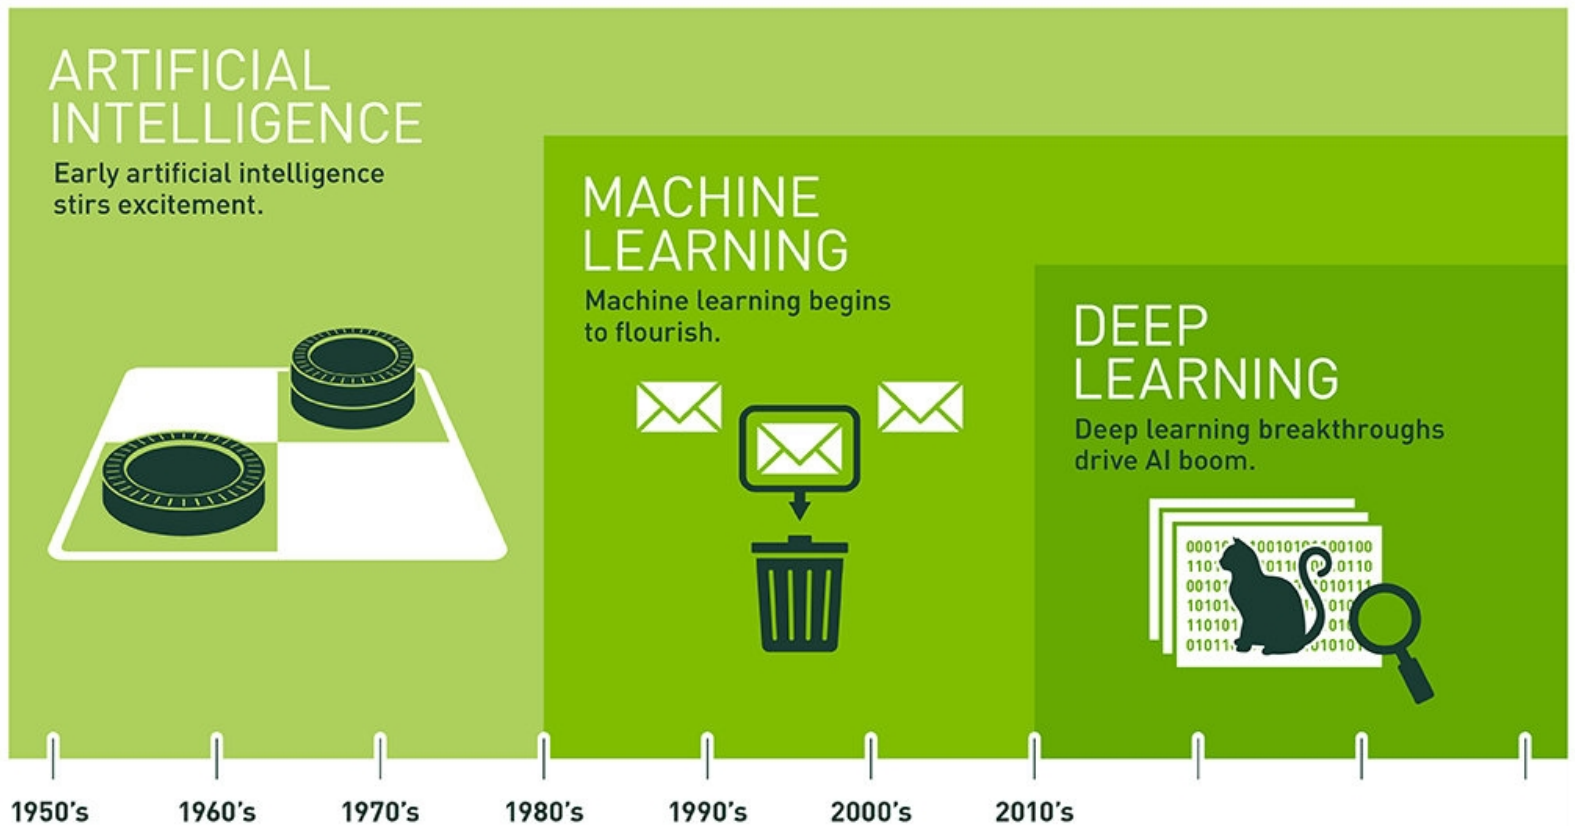 ARTIFICIAL
INTELLIGENCE
Early artificial intelligence
stirs excitement.
MACHINE
LEARNING
Machine learning begins
to flourish.
DEEP
LEARNING
Deep learning breakthroughs
drive AI boom.
1950's 1960's 1970's 1980's 1990's 2000's 2010's